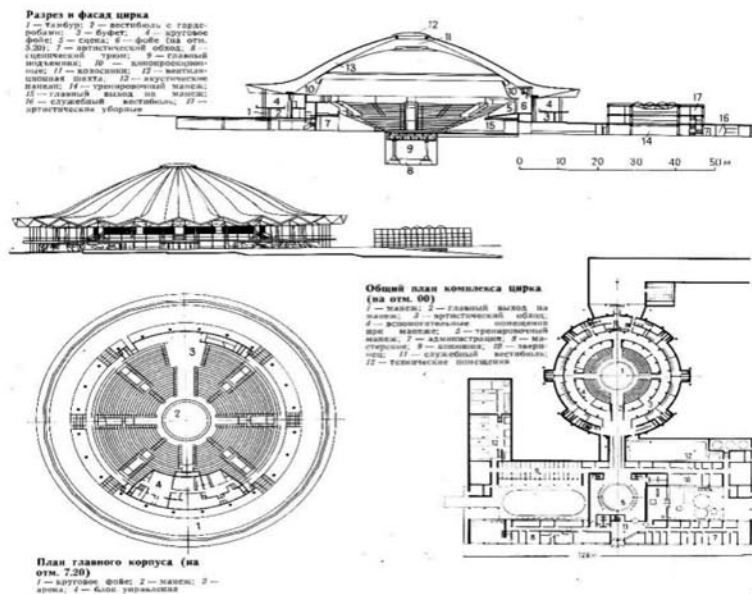 Разрез и фасад цирка
1 — тамбур; 2 — вестибюль с гарде-
робами; 3 — буфет; 4 — круговое
фойе; 5 — сцена; 6 — фойе (на отм.
5.20); 7 — артистический обход; 8 —
сценический трюм; 9 — главный
подъемник; 10 — кинопроекцион-
ные; 11 — колосники; 12 — вентиля-
ционная шахта; 13 — акустические
панели; 14 — тренировочный манеж;
15 — главный выход на манеж;
16 — служебный вестибюль; 17 —
артистические уборные
12
11
13
10
10
4
5
6
4
1
2
7
15
3
9
8
17
16
14
0 10 20 30 40 50 м
Общий план комплекса цирка
(на отм. 00)
1 — манеж; 2 — главный выход на
манеж; 3 — артистический обход;
4 — вспомогательные помещения
при манеже; 5 — тренировочный
манеж; 7 — администрация; 8 — ма-
стерские; 9 — конюшня; 10 — звери-
нец; 11 — служебный вестибюль;
12 — технические помещения
3
2
4
1
План главного корпуса (на
отм. 7.20)
1 — круговое фойе; 2 — манеж; 3 —
арена; 4 — блок управления